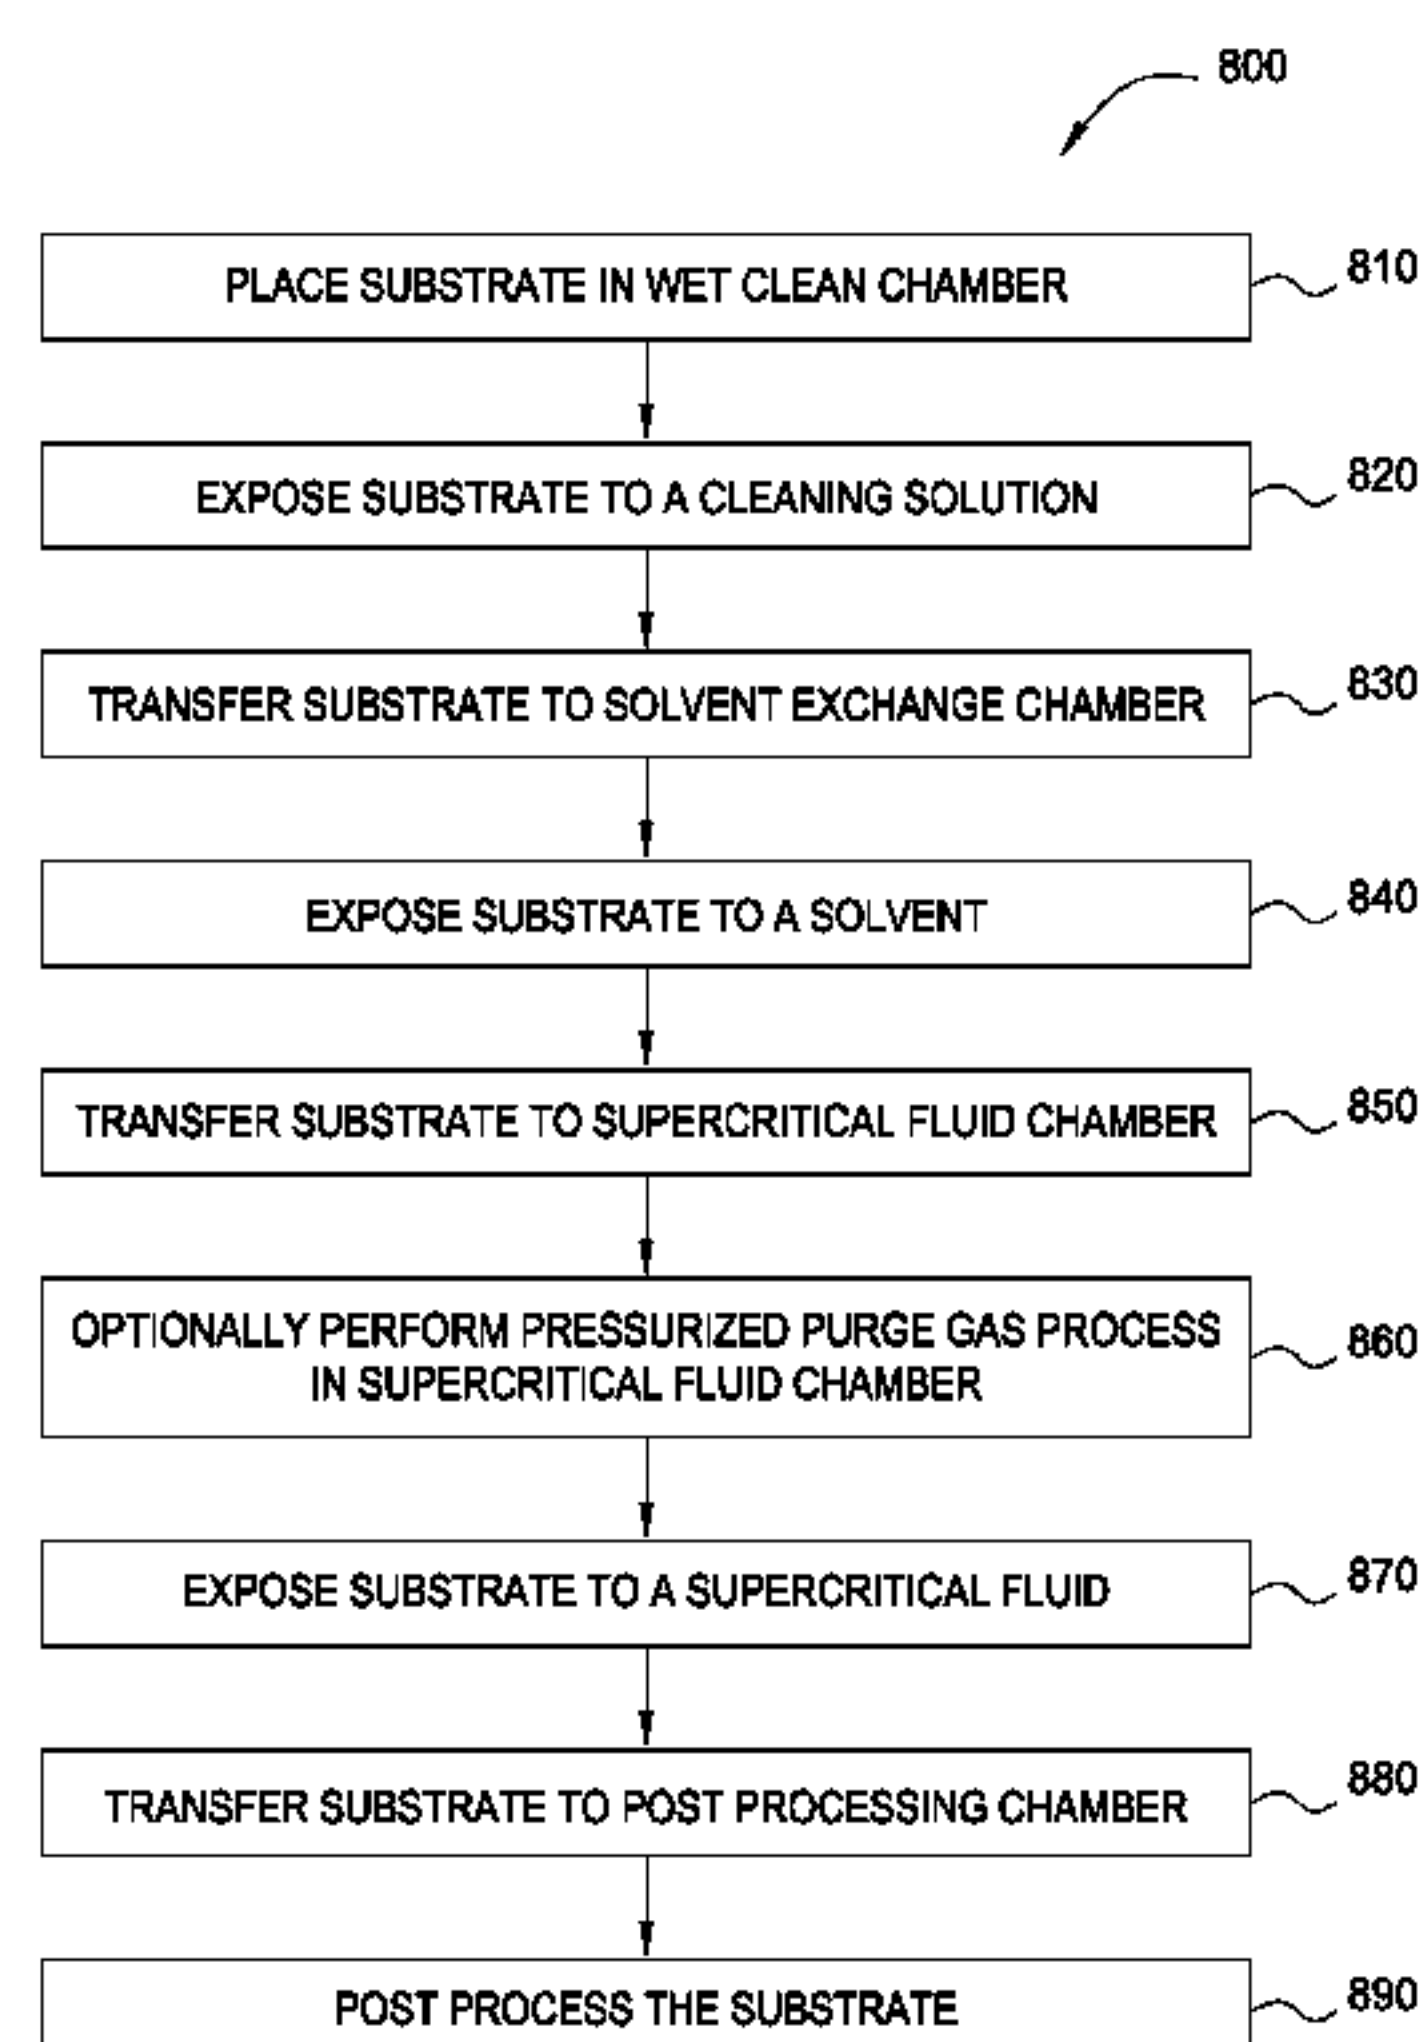 800
PLACE SUBSTRATE IN WET CLEAN CHAMBER
810
EXPOSE SUBSTRATE TO A CLEANING SOLUTION
820
TRANSFER SUBSTRATE TO SOLVENT EXCHANGE CHAMBER
830
EXPOSE SUBSTRATE TO A SOLVENT
840
TRANSFER SUBSTRATE TO SUPERCRITICAL FLUID CHAMBER
850
OPTIONALLY PERFORM PRESSURIZED PURGE GAS PROCESS
IN SUPERCRITICAL FLUID CHAMBER
860
EXPOSE SUBSTRATE TO A SUPERCRITICAL FLUID
870
TRANSFER SUBSTRATE TO POST PROCESSING CHAMBER
880
POST PROCESS THE SUBSTRATE
890